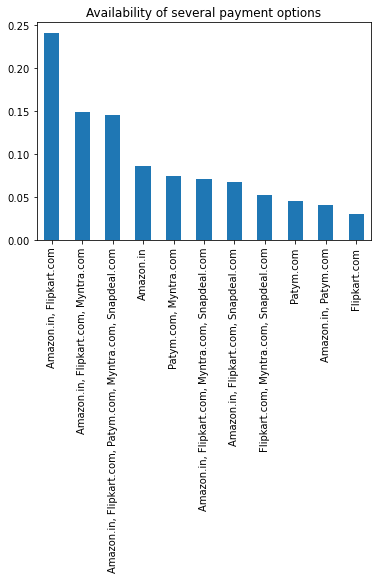 Availability of several payment options
0.25
0.20
0.15
0.10
0.05
0.00
Amazon.in, Flipkart.com
Amazon.in, Flipkart.com, Myntra.com
Amazon.in, Flipkart.com, Patym.com, Myntra.com, Snapdeal.com
Amazon.in
Patym.com, Myntra.com
Amazon.in, Flipkart.com, Myntra.com, Snapdeal.com
Amazon.in, Flipkart.com, Snapdeal.com
Flipkart.com, Myntra.com, Snapdeal.com
Patym.com
Amazon.in, Patym.com
Flipkart.com